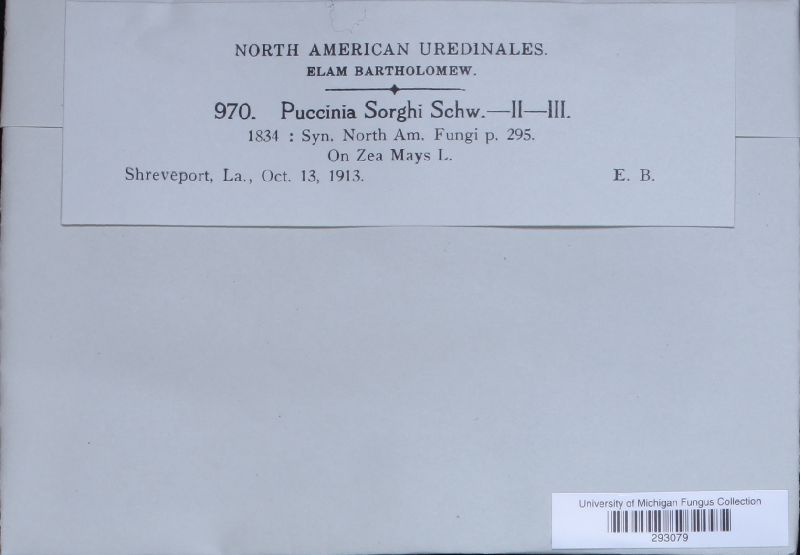 NORTH AMERICAN UREDINALES.
ELAM BARTHOLOMEW.
970. Puccinia Sorghi Schw.—II—III.
1834 : Syn. North Am. Fungi p. 295.
On Zea Mays L.
Shreveport, La., Oct. 13, 1913. E. B.
University of Michigan Fungus Collection
293079